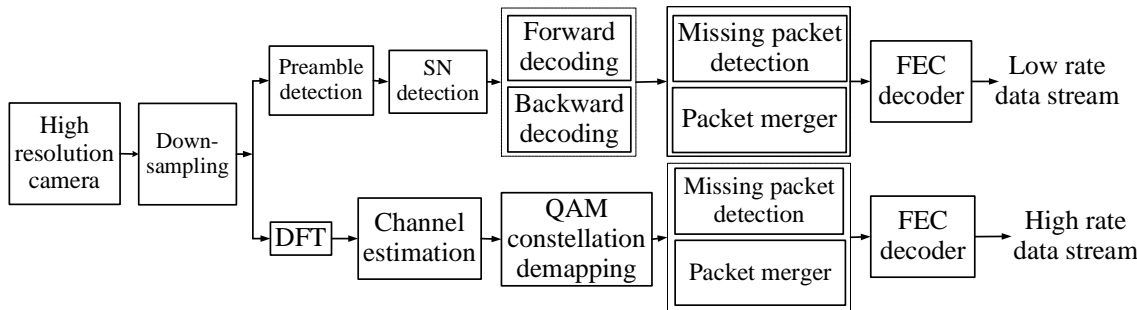 High
resolution
camera
Down-
sampling
Preamble
detection
SN
detection
Forward
decoding
Backward
decoding
Missing packet
detection
Packet merger
FEC
decoder
Low rate
data stream
DFT
Channel
estimation
QAM
constellation
demapping
Missing packet
detection
Packet merger
FEC
decoder
High rate
data stream